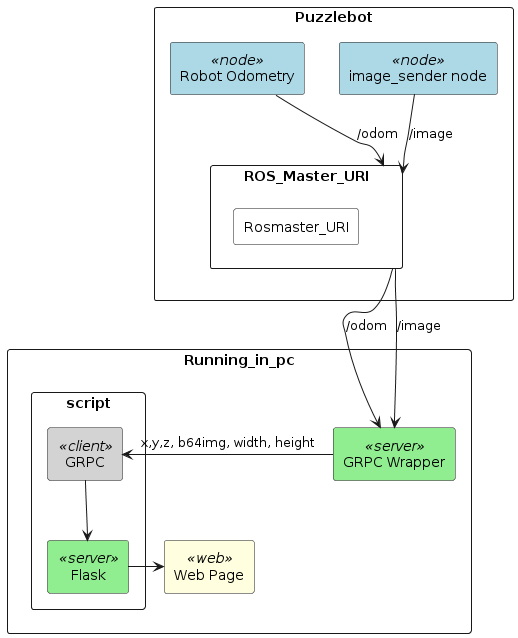 Puzzlebot
«node»
Robot Odometry
«node»
image_sender node
/odom
/image
ROS_Master_URI
Rosmaster_URI
/odom
/image
Running_in_pc
script
x,y,z, b64img, width, height
«client»
GRPC
«server»
GRPC Wrapper
«server»
Flask
«web»
Web Page